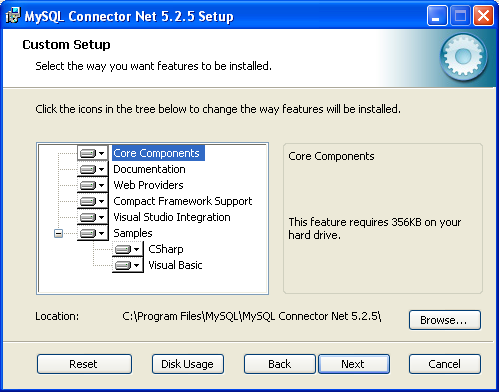 MySQL Connector Net 5.2.5 Setup
Custom Setup
Select the way you want features to be installed.
Click the icons in the tree below to change the way features will be installed.
Core Components
Documentation
Web Providers
Compact Framework Support
Visual Studio Integration
Samples
CSharp
Visual Basic
Core Components
This feature requires 356KB on your
hard drive.
Location: C:\Program Files\MySQL\MySQL Connector Net 5.2.5\
Browse...
Reset Disk Usage Back Next Cancel